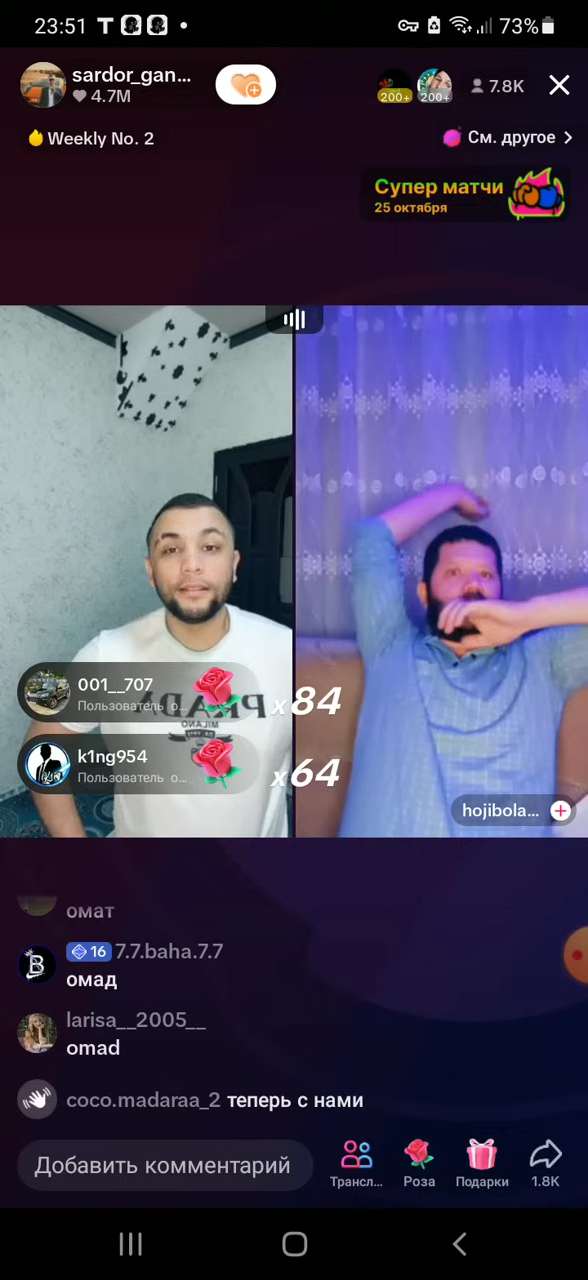 23:51
73%
sardor_gan...
4.7M
200+
200+
7.8K
Weekly No. 2
См. другое
Супер матчи
25 октября
001__707
Пользователь о...
x84
PRADA
MILANO
k1ng954
Пользователь о...
x64
hojibola...
омат
16 7.7.baha.7.7
омад
larisa__2005__
omad
coco.madaraa_2 теперь с нами
Добавить комментарий
Трансл...
Роза
Подарки
1.8K